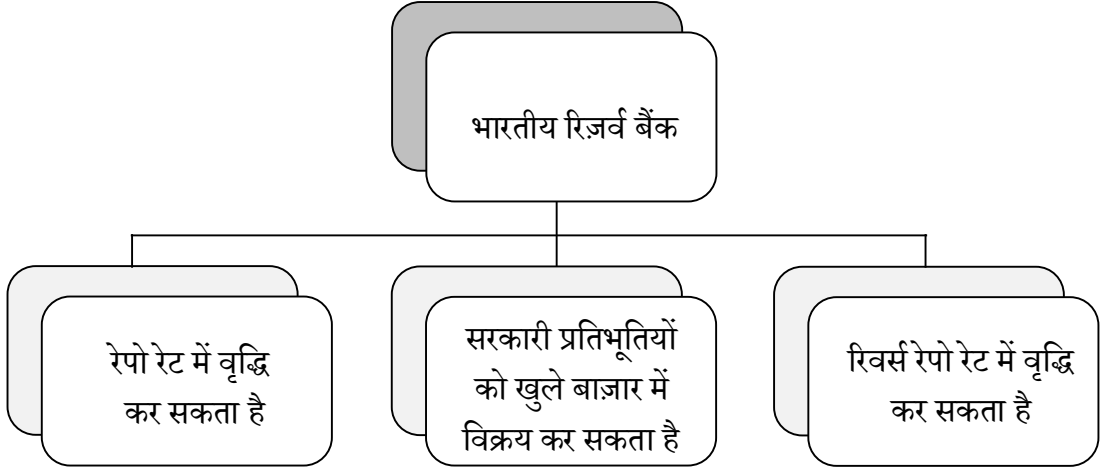 भारतीय रिज़र्व बैंक
रेपो रेट में वृद्धि
कर सकता है
सरकारी प्रतिभूतियों
को खुले बाज़ार में
विक्रय कर सकता है
रिवर्स रेपो रेट में वृद्धि
कर सकता है